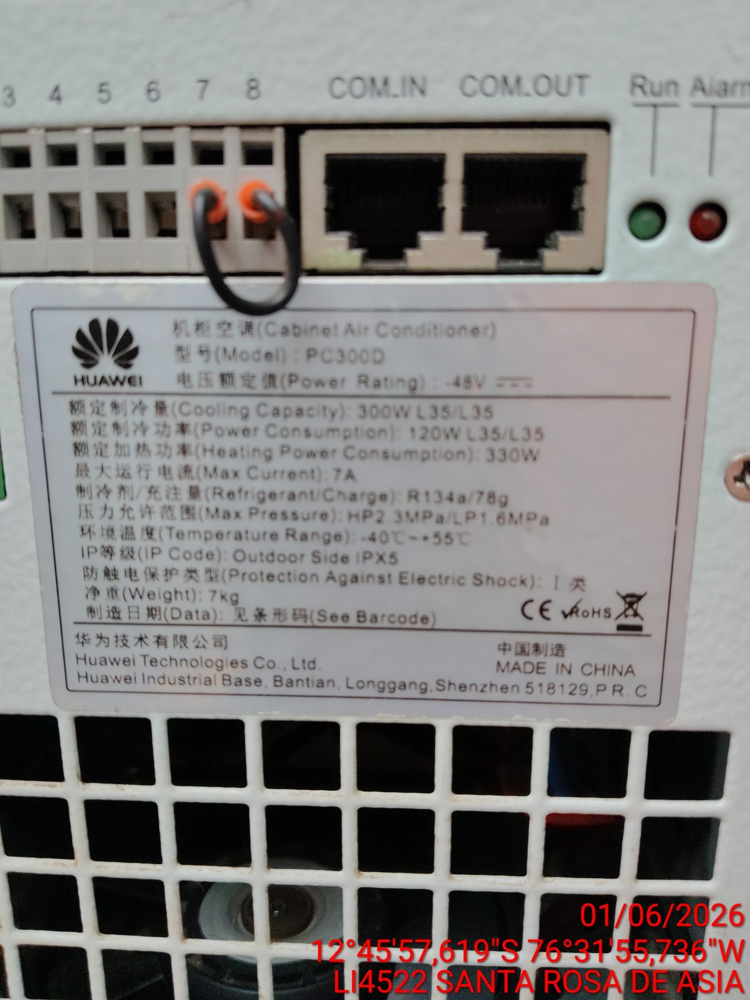 3 4 5 6 7 8 COM_IN COM_OUT Run Alarm
HUAWEI
机柜空调(Cabinet Air Conditioner)
型号(Model) : PC300D
电压额定值(Power Rating) : -48V
额定制冷量(Cooling Capacity): 300W L35/L35
额定制冷功率(Power Consumption): 120W L35/L35
额定加热功率(Heating Power Consumption): 330W
最大运行电流(Max Current): 7A
制冷剂/充注量(Refrigerant/Charge): R134a/78g
压力允许范围(Max Pressure): HP2.3MPa/LP1.6MPa
环境温度(Temperature Range): -40℃~+55℃
IP等级(IP Code): Outdoor Side IPX5
防触电保护类型(Protection Against Electric Shock): I 类
净重(Weight): 7kg
制造日期(Data): 见条形码(See Barcode)
CE RoHS
华为技术有限公司
Huawei Technologies Co., Ltd.
Huawei Industrial Base, Bantian, Longgang, Shenzhen 518129, P.R. C
中国制造
MADE IN CHINA
01/06/2026
12°45'57,619"S 76°31'55,736"W
LI4522 SANTA ROSA DE ASIA